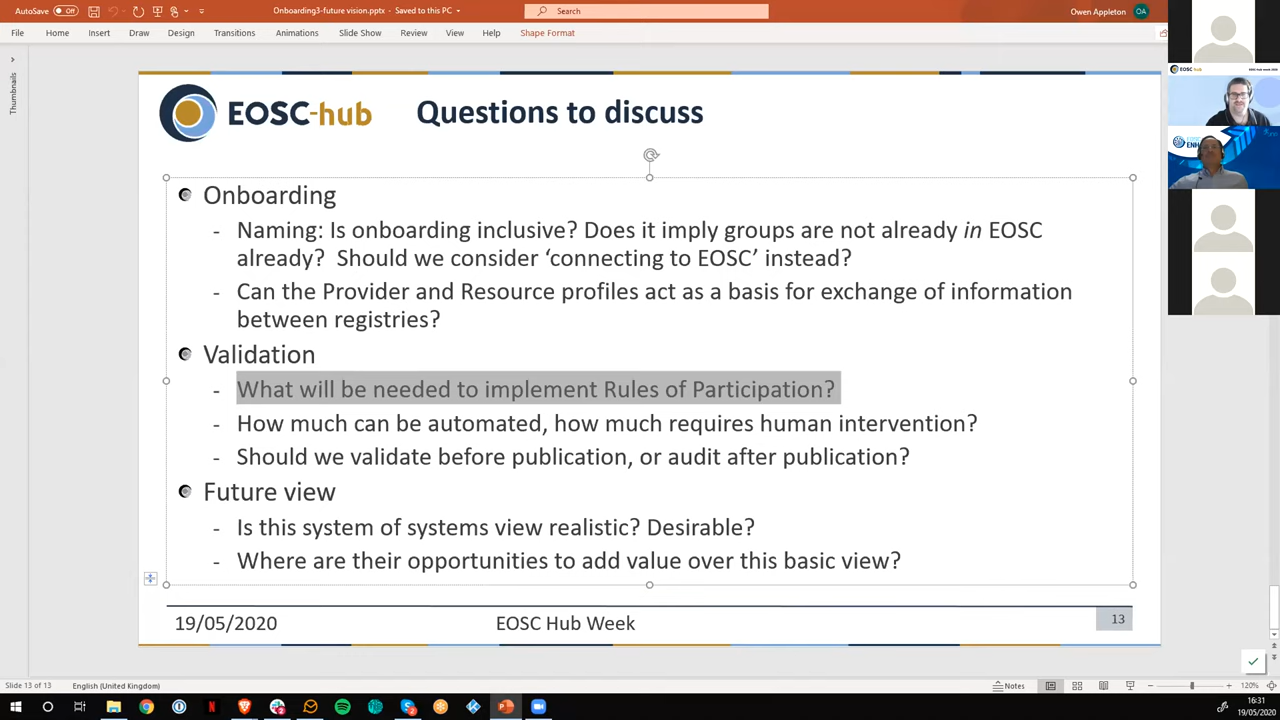 AutoSave Off
Onboarding3-future vision.pptx - Saved to this PC
Search
Owen Appleton OA
File Home Insert Draw Design Transitions Animations Slide Show Review View Help Shape Format
Thumbnails
EOSC-hub
Questions to discuss
Onboarding
- Naming: Is onboarding inclusive? Does it imply groups are not already in EOSC
already? Should we consider ‘connecting to EOSC’ instead?
- Can the Provider and Resource profiles act as a basis for exchange of information
between registries?
Validation
- What will be needed to implement Rules of Participation?
- How much can be automated, how much requires human intervention?
- Should we validate before publication, or audit after publication?
Future view
- Is this system of systems view realistic? Desirable?
- Where are their opportunities to add value over this basic view?
19/05/2020 EOSC Hub Week 13
Slide 13 of 13 English (United Kingdom) Notes 120%
16:31
19/05/2020